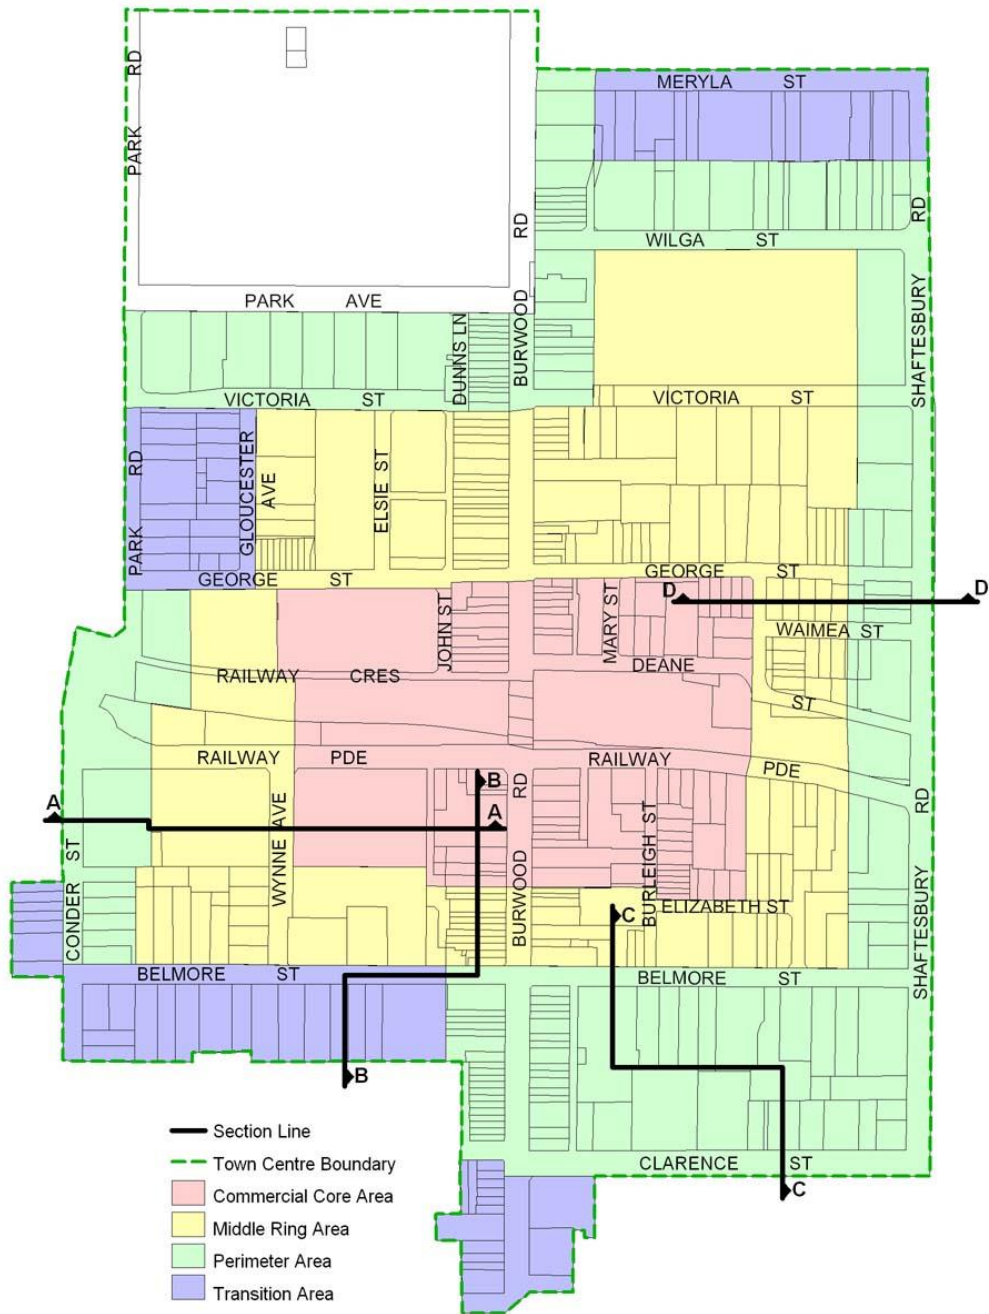 MERYLA ST
PARK RD
PARK
RD
RD
WILGA ST
SHAFTESBURY
PARK AVE
DUNNS LN
BURWOOD
VICTORIA ST
VICTORIA ST
PARK RD
GLOUCESTER
AVE
ELSIE ST
GEORGE ST
GEORGE ST
D
D
JOHN ST
MARY ST
WAIMEA ST
RAILWAY CRES
DEANE
ST
RAILWAY PDE
RAILWAY
PDE
B
RD
RD
A
A
CONDER ST
WYNNE AVE
BURWOOD
BURLEIGH ST
ELIZABETH ST
C
SHAFTESBURY
BELMORE ST
BELMORE ST
B
CLARENCE ST
C
Section Line
Town Centre Boundary
Commercial Core Area
Middle Ring Area
Perimeter Area
Transition Area